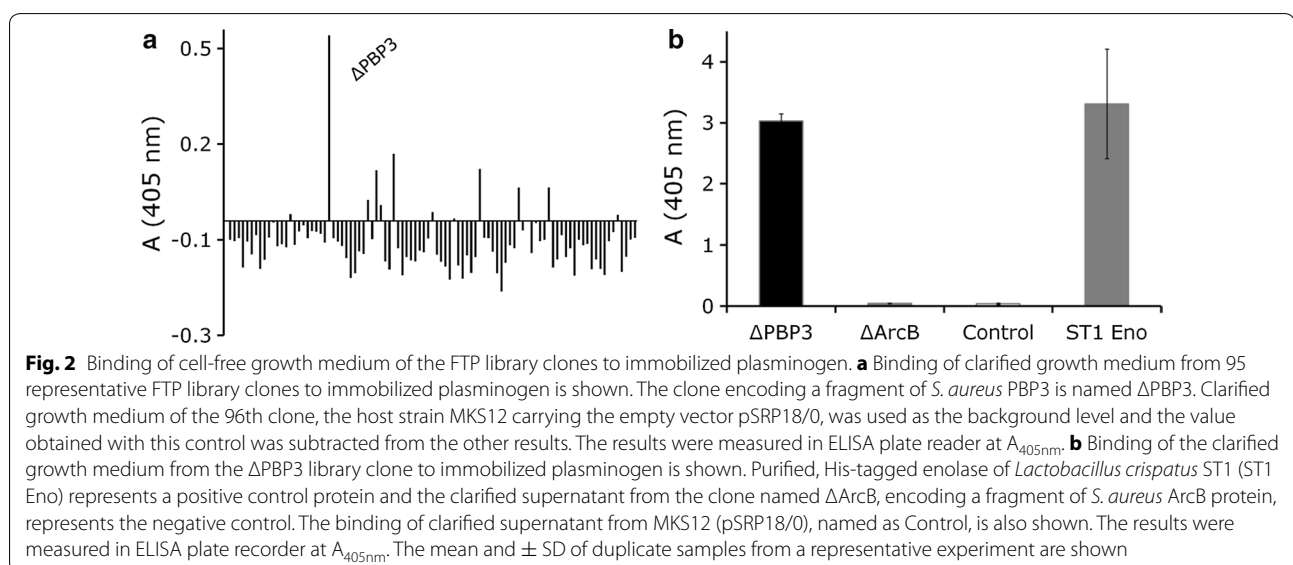 a
0.5
0.2
-0.1
-0.3
A (405 nm)
ΔPBP3
b
4
3
2
1
0
A (405 nm)
ΔPBP3 ΔArcB Control ST1 Eno
Fig. 2 Binding of cell-free growth medium of the FTP library clones to immobilized plasminogen. a Binding of clarified growth medium from 95
representative FTP library clones to immobilized plasminogen is shown. The clone encoding a fragment of S. aureus PBP3 is named ΔPBP3. Clarified
growth medium of the 96th clone, the host strain MKS12 carrying the empty vector pSRP18/0, was used as the background level and the value
obtained with this control was subtracted from the other results. The results were measured in ELISA plate reader at A405nm. b Binding of the clarified
growth medium from the ΔPBP3 library clone to immobilized plasminogen is shown. Purified, His-tagged enolase of Lactobacillus crispatus ST1 (ST1
Eno) represents a positive control protein and the clarified supernatant from the clone named ΔArcB, encoding a fragment of S. aureus ArcB protein,
represents the negative control. The binding of clarified supernatant from MKS12 (pSRP18/0), named as Control, is also shown. The results were
measured in ELISA plate recorder at A405nm. The mean and ± SD of duplicate samples from a representative experiment are shown